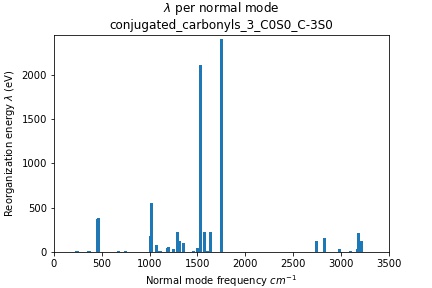 λ per normal mode
conjugated_carbonyls_3_C0S0_C-3S0
Reorganization energy λ (eV)
2000
1500
1000
500
0
0 500 1000 1500 2000 2500 3000 3500
Normal mode frequency cm⁻¹